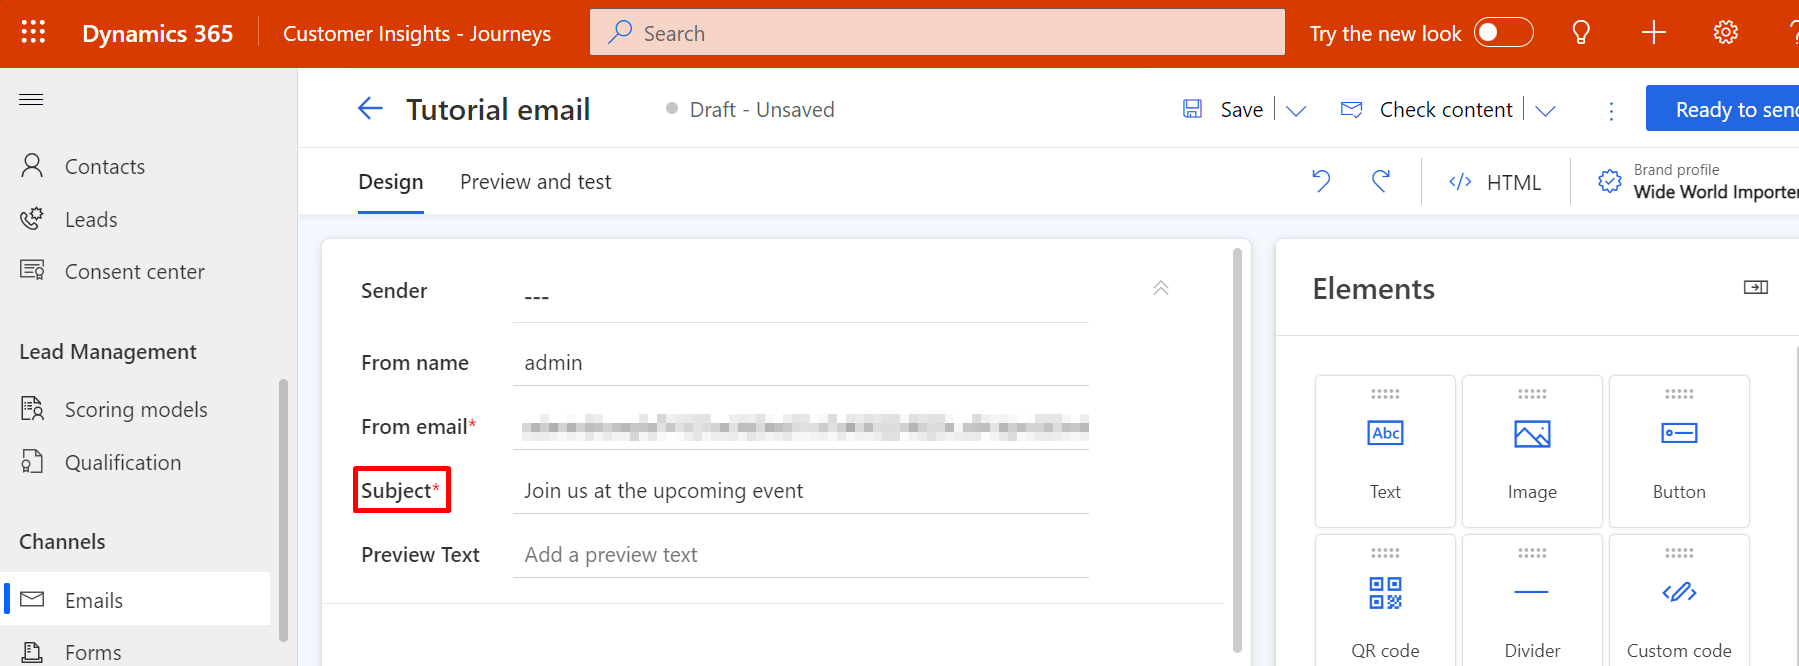 Dynamics 365
Customer Insights - Journeys
Search
Try the new look
Tutorial email
Draft - Unsaved
Save
Check content
Ready to send
Design
Preview and test
</> HTML
Brand profile
Wide World Importer
Contacts
Leads
Consent center
Lead Management
Scoring models
Qualification
Channels
Emails
Forms
Sender
---
From name
admin
From email*
Subject*
Join us at the upcoming event
Preview Text
Add a preview text
Elements
Abc
Text
Image
Button
QR code
Divider
Custom code